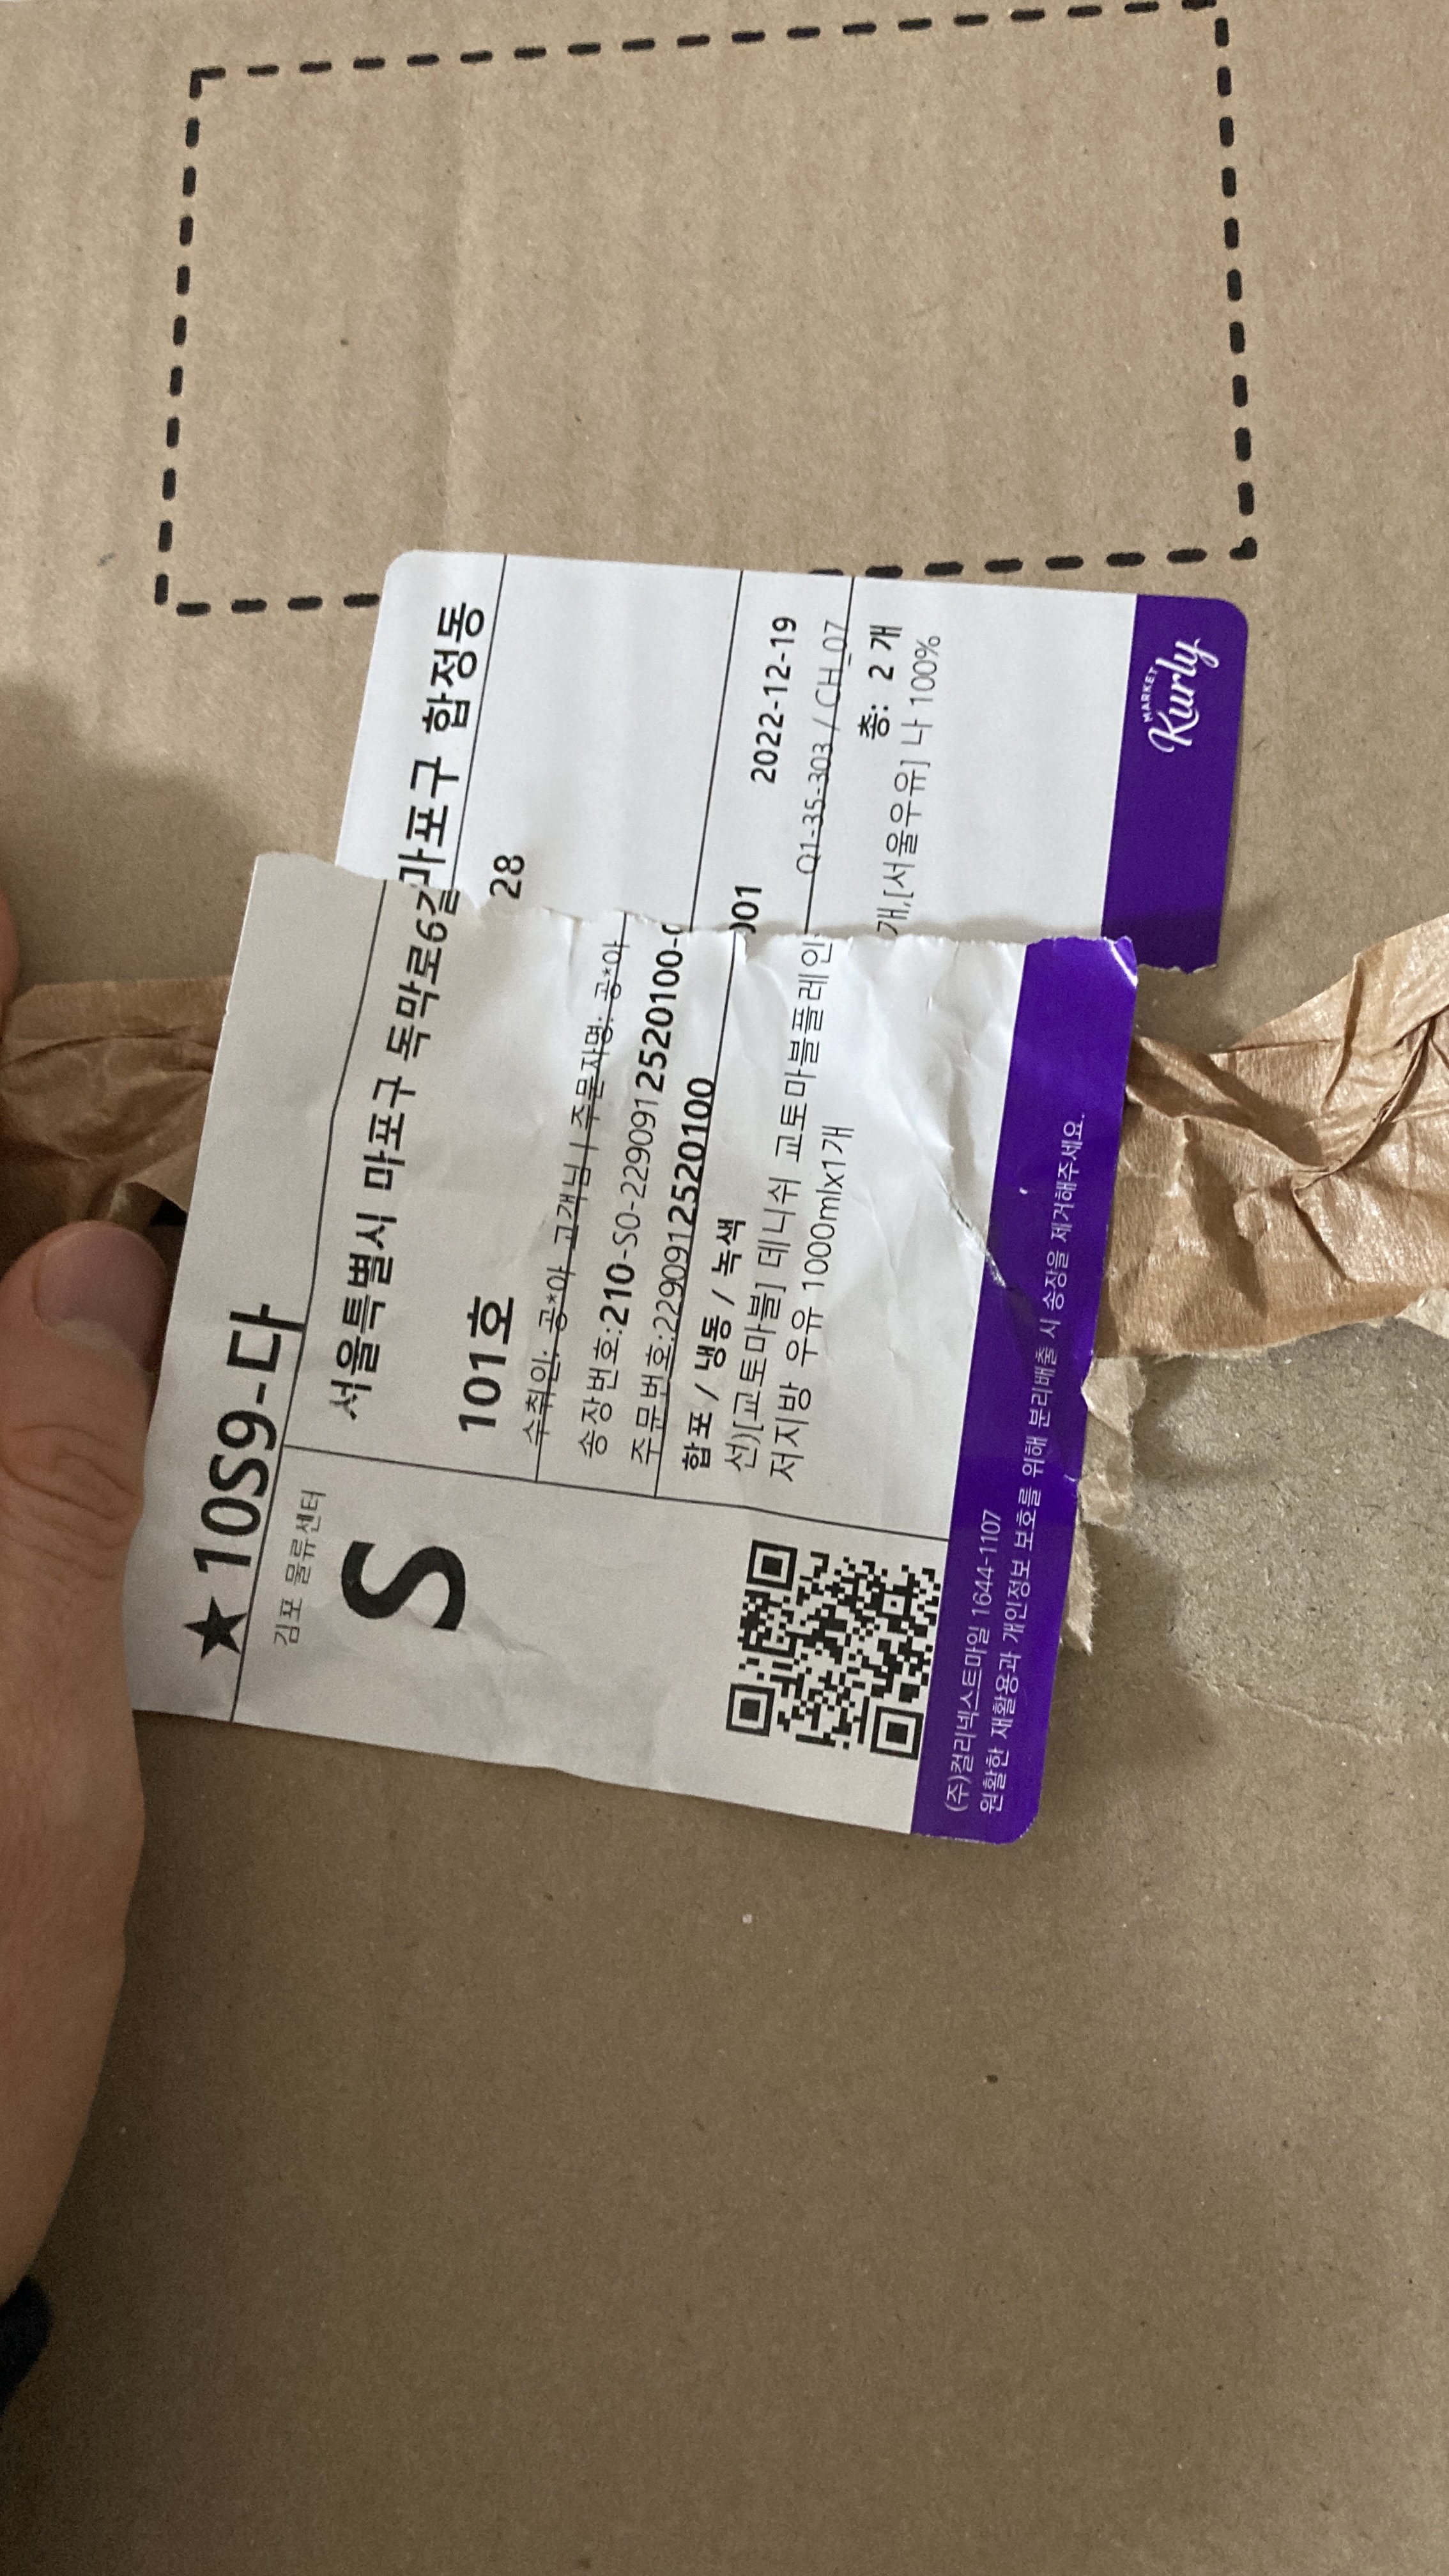 ★ 10S9-다
김포 물류센터
S
서울특별시 마포구 독막로6길
마포구 합정동
28
101호
수취인: 공*아 고객님 | 주문자명: 공*아
송장번호:210-SO-2290912520100-
001
주문번호:2290912520100
2022-12-19
합포 / 냉동 / 녹색
Q1-35-303 / CH_07
총: 2 개
선)[교토마블] 데니쉬 교토마블플레인
개,[서울우유] 나 100%
저지방 우유 1000mlx1개
(주)컬리넥스트마일 1644-1107
원활한 재활용과 개인정보 보호를 위해 분리배출 시 송장을 제거해주세요.
MARKET
Kurly